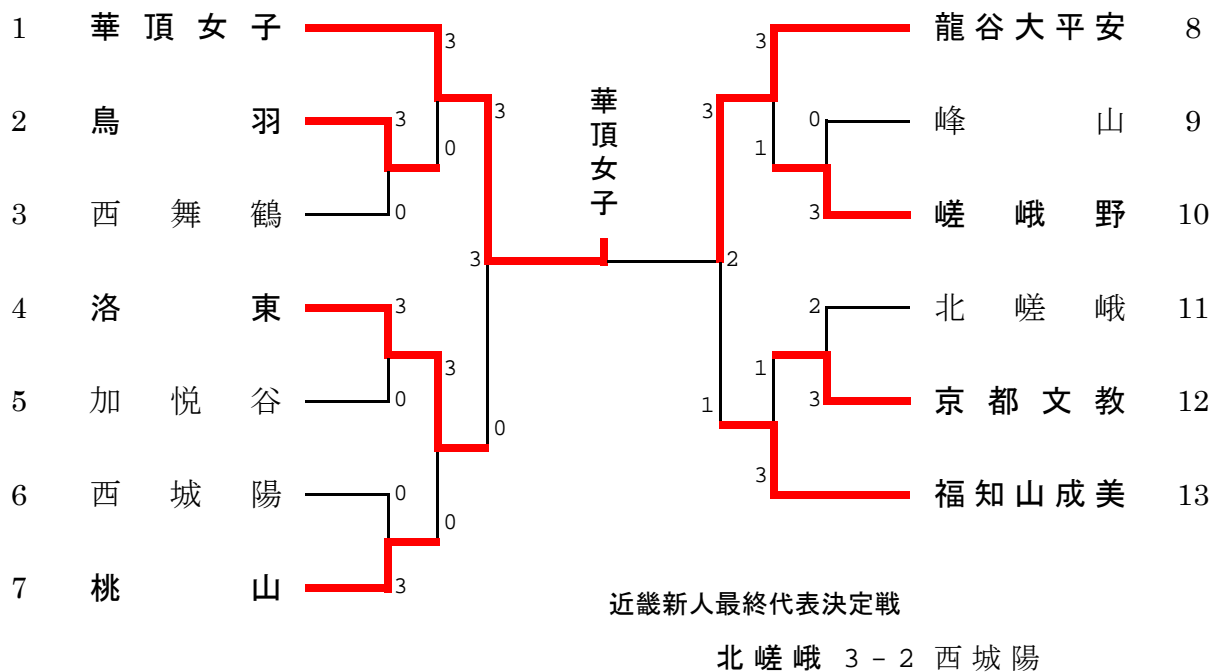 1 華頂女子 3 3 龍谷大平安 8
3 3
華頂女子
2 鳥羽 3 0 峰山 9
0 1
3 西舞鶴 0 3 嵯峨野 10
3 2
4 洛東 3 2 北嵯峨 11
3 1
5 加悦谷 0 3 京都文教 12
0 1
6 西城陽 0 3 福知山成美 13
0
7 桃山 3
近畿新人最終代表決定戦
北嵯峨 3 – 2 西城陽